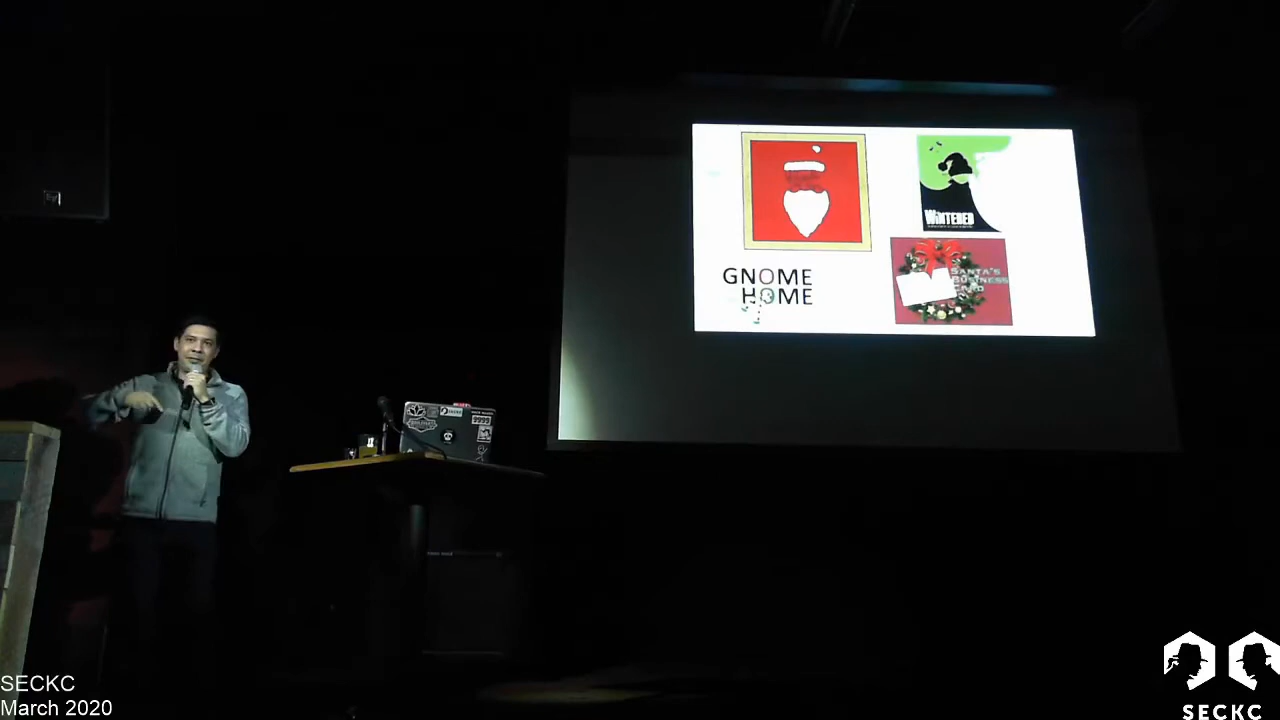 GNOME
HOME
WINTERED
SANTA'S
BUSINESS
CARD
SECKC
March 2020
SECKC